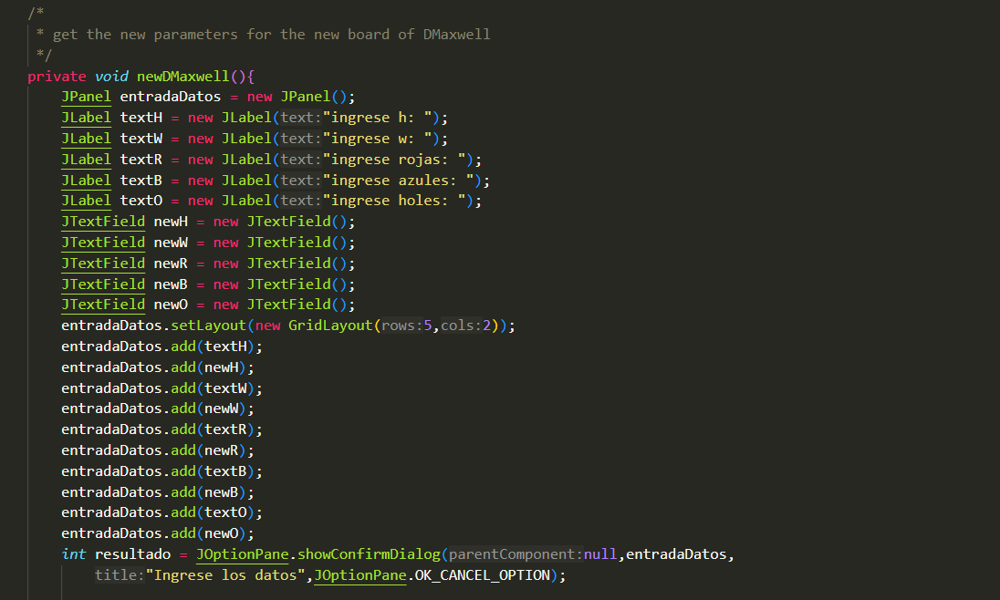 /*
 * get the new parameters for the new board of DMaxwell
 */
private void newDMaxwell(){
    JPanel entradaDatos = new JPanel();
    JLabel textH = new JLabel(text:"ingrese h: ");
    JLabel textW = new JLabel(text:"ingrese w: ");
    JLabel textR = new JLabel(text:"ingrese rojas: ");
    JLabel textB = new JLabel(text:"ingrese azules: ");
    JLabel textO = new JLabel(text:"ingrese holes: ");
    JTextField newH = new JTextField();
    JTextField newW = new JTextField();
    JTextField newR = new JTextField();
    JTextField newB = new JTextField();
    JTextField newO = new JTextField();
    entradaDatos.setLayout(new GridLayout(rows:5,cols:2));
    entradaDatos.add(textH);
    entradaDatos.add(newH);
    entradaDatos.add(textW);
    entradaDatos.add(newW);
    entradaDatos.add(textR);
    entradaDatos.add(newR);
    entradaDatos.add(textB);
    entradaDatos.add(newB);
    entradaDatos.add(textO);
    entradaDatos.add(newO);
    int resultado = JOptionPane.showConfirmDialog(parentComponent:null,entradaDatos,
        title:"Ingrese los datos",JOptionPane.OK_CANCEL_OPTION);